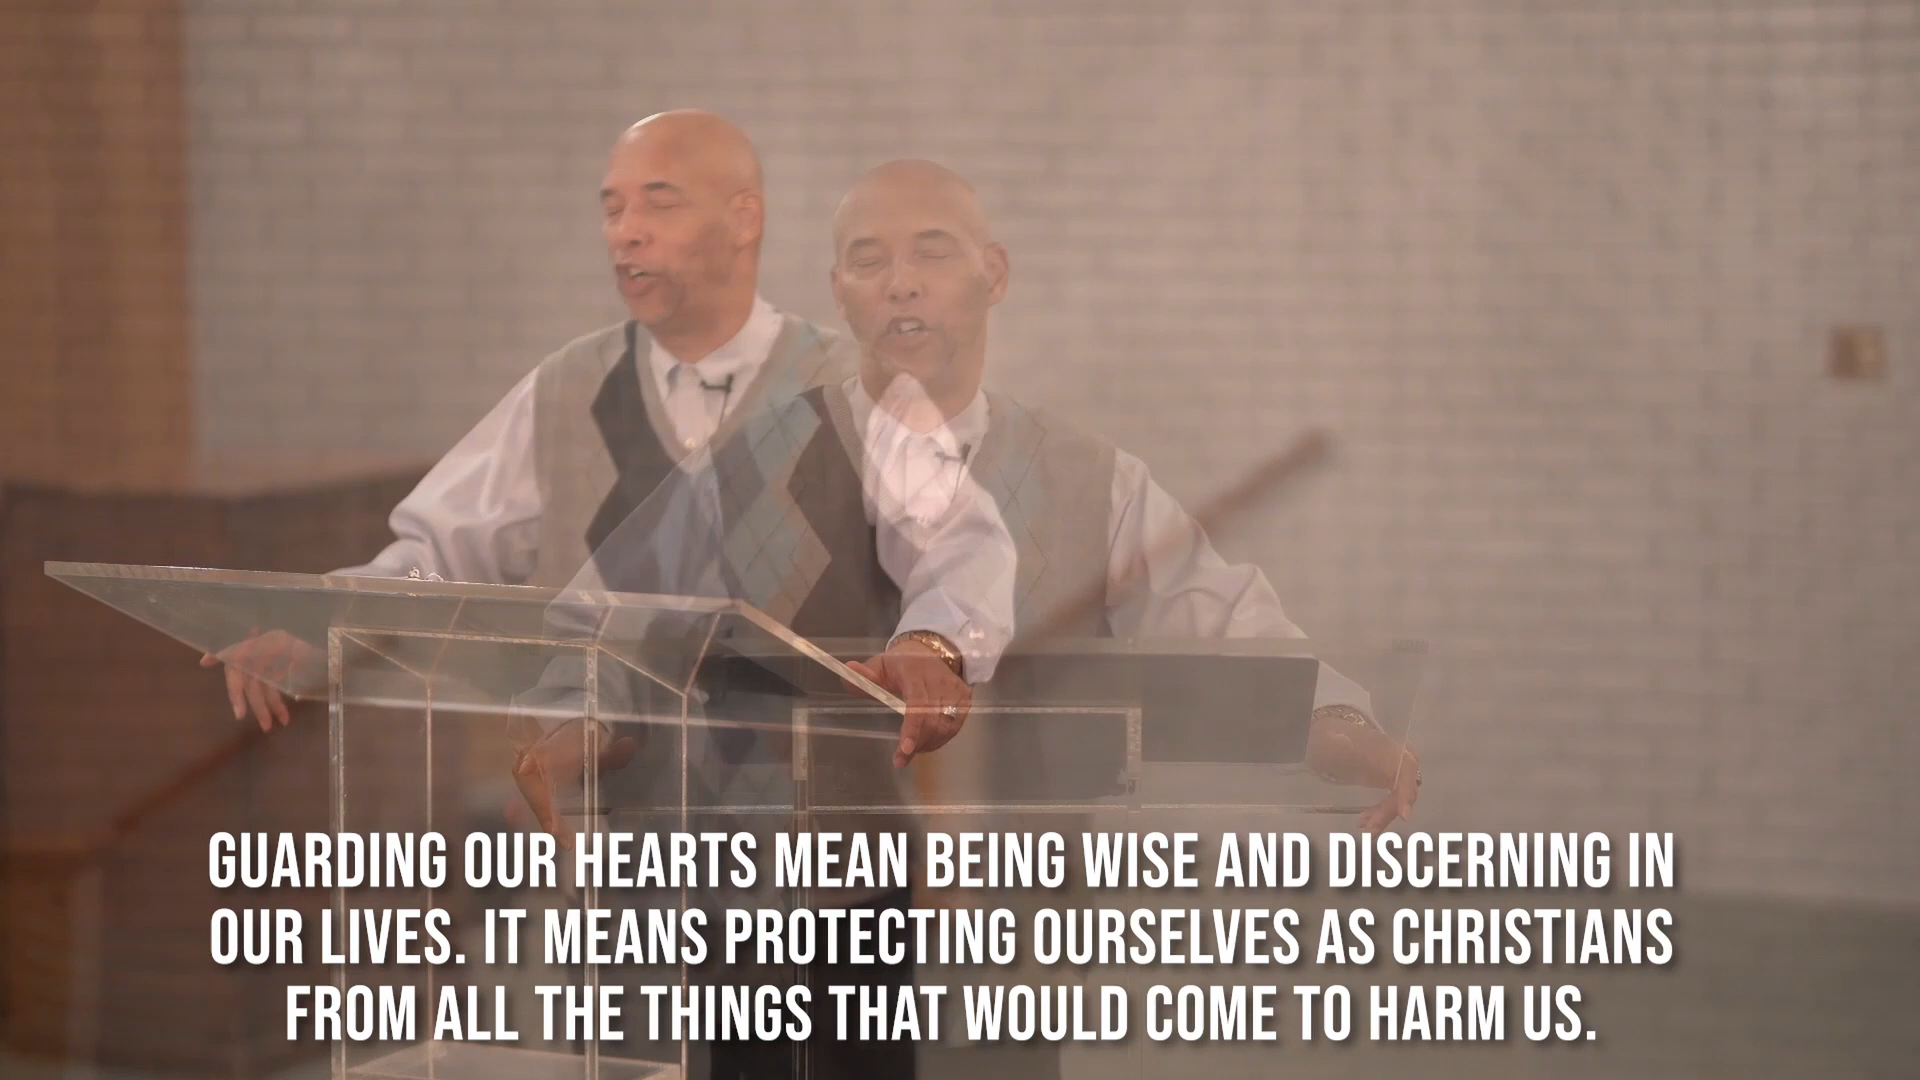 GUARDING OUR HEARTS MEAN BEING WISE AND DISCERNING IN
OUR LIVES. IT MEANS PROTECTING OURSELVES AS CHRISTIANS
FROM ALL THE THINGS THAT WOULD COME TO HARM US.